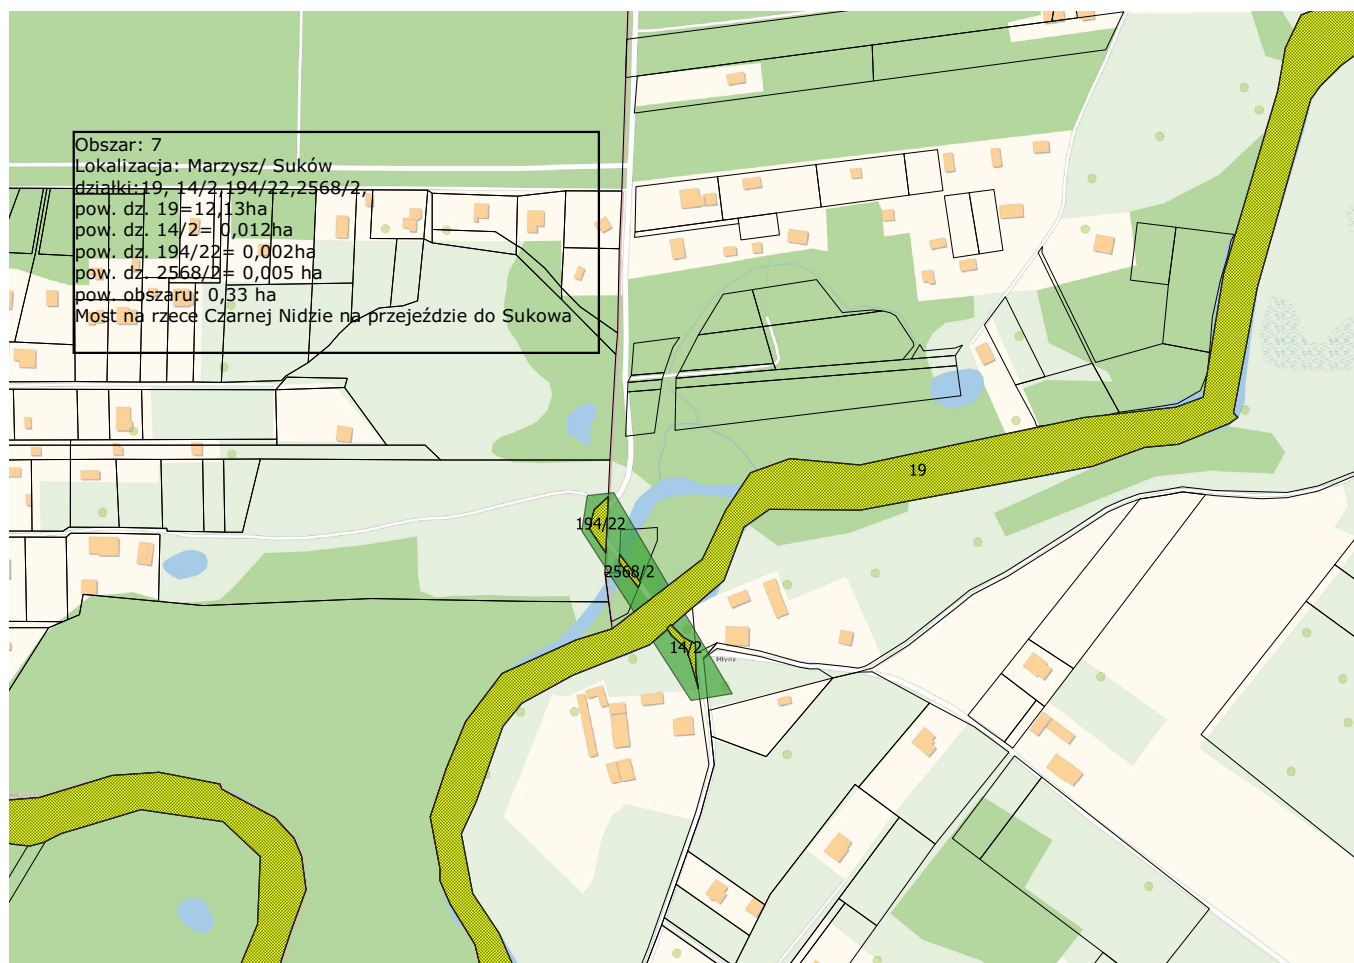 Obszar: 7
Lokalizacja: Marzysz/ Suków
działki:19, 14/2,194/22,2568/2,
pow. dz. 19=12,13ha
pow. dz. 14/2= 0,012ha
pow. dz. 194/22= 0,002ha
pow. dz. 2568/2= 0,005 ha
pow. obszaru: 0,33 ha
Most na rzece Czarnej Nidzie na przejeździe do Sukowa
19
194/22
2568/2
14/2
Młyny